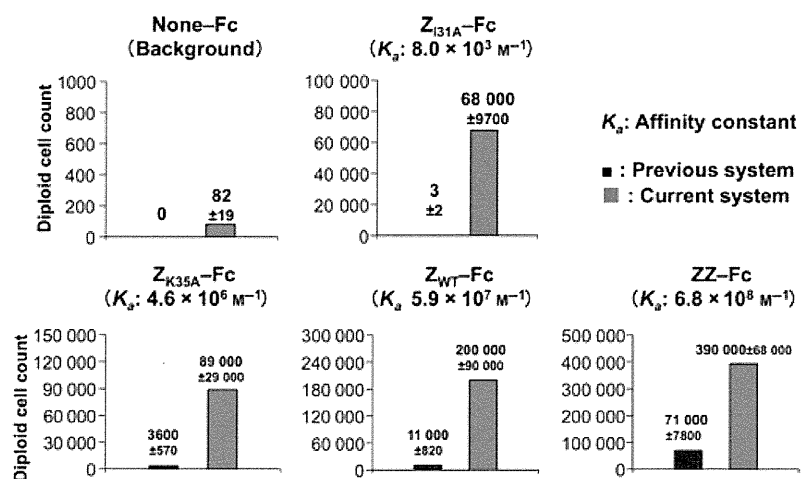 None–Fc
(Background)
Diploid cell count
1000
800
600
400
200
0
0
82
±19
Z_I31A–Fc
(K_a: 8.0 × 10³ M⁻¹)
100 000
80 000
60 000
40 000
20 000
0
3
±2
68 000
±9700
K_a: Affinity constant
: Previous system
: Current system
Z_K35A–Fc
(K_a: 4.6 × 10⁶ M⁻¹)
Diploid cell count
150 000
120 000
90 000
60 000
30 000
0
3600
±570
89 000
±29 000
Z_WT–Fc
(K_a 5.9 × 10⁷ M⁻¹)
300 000
240 000
180 000
120 000
60 000
0
11 000
±820
200 000
±90 000
ZZ–Fc
(K_a: 6.8 × 10⁸ M⁻¹)
500 000
400 000
300 000
200 000
100 000
0
71 000
±7800
390 000±68 000